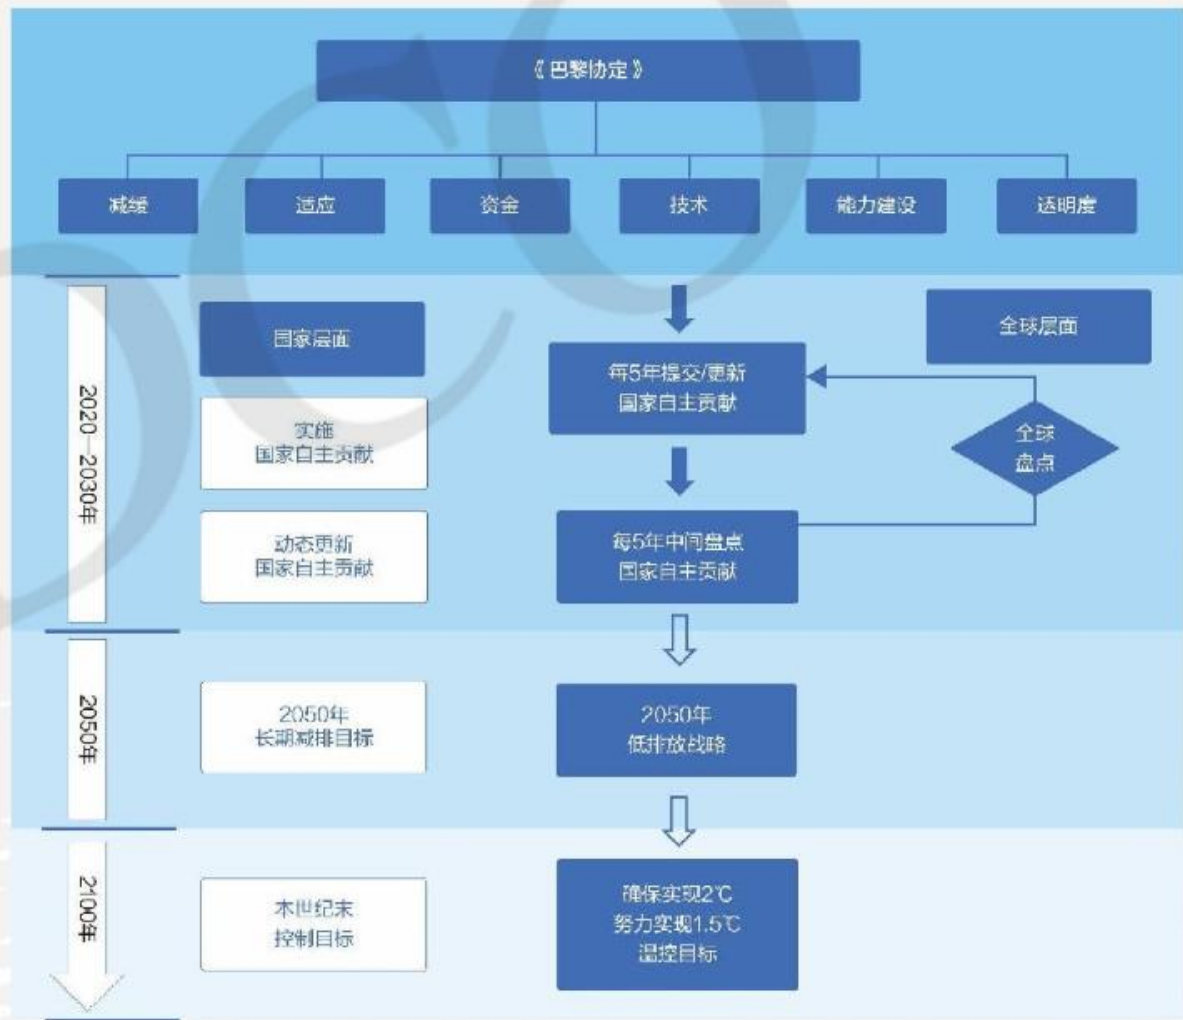 《巴黎协定》
减缓
适应
资金
技术
能力建设
透明度
2020—2030年
国家层面
全球层面
每5年提交/更新
国家自主贡献
实施
国家自主贡献
全球
盘点
动态更新
国家自主贡献
每5年中间盘点
国家自主贡献
2050年
2050年
长期减排目标
2050年
低排放战略
2100年
本世纪末
控制目标
确保实现2℃
努力实现1.5℃
温控目标